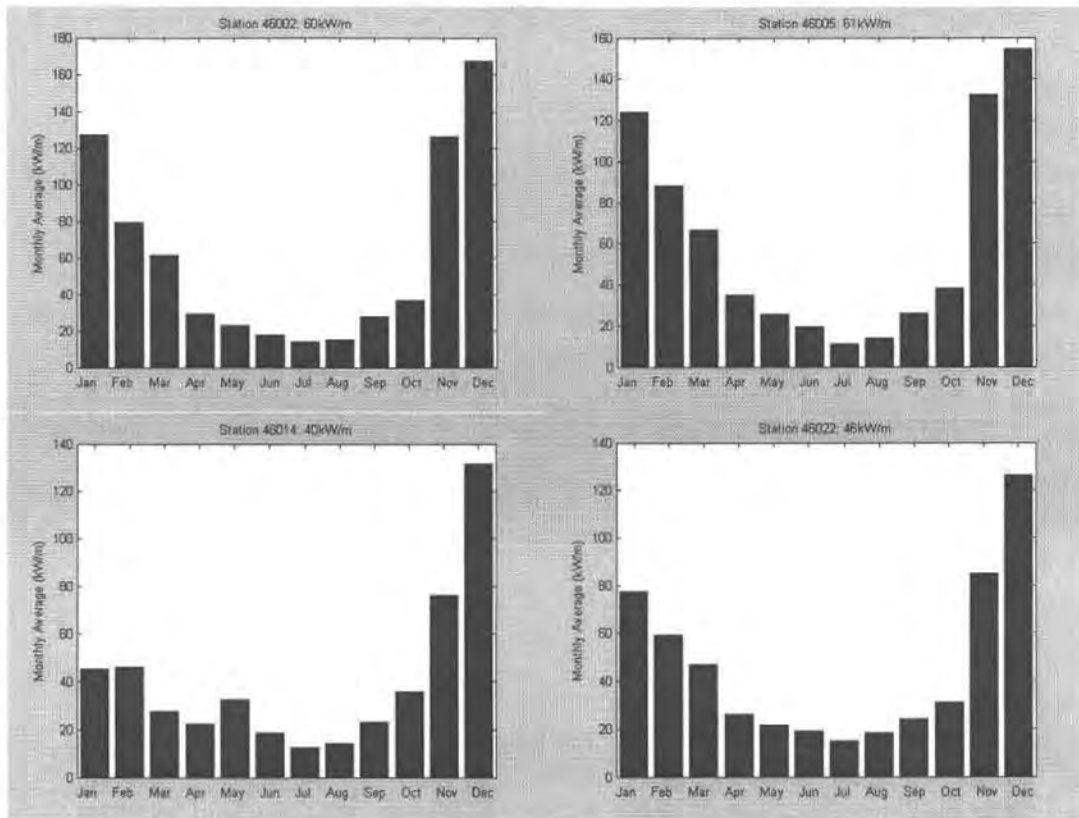 Station 46002: 60kW/m
Monthly Average (kW/m)
180
160
140
120
100
80
60
40
20
0
Jan Feb Mar Apr May Jun Jul Aug Sep Oct Nov Dec
Station 46005: 61kW/m
Monthly Average (kW/m)
160
140
120
100
80
60
40
20
0
Jan Feb Mar Apr May Jun Jul Aug Sep Oct Nov Dec
Station 46014: 40kW/m
Monthly Average (kW/m)
140
120
100
80
60
40
20
0
Jan Feb Mar Apr May Jun Jul Aug Sep Oct Nov Dec
Station 46022: 46kW/m
Monthly Average (kW/m)
140
120
100
80
60
40
20
0
Jan Feb Mar Apr May Jun Jul Aug Sep Oct Nov Dec